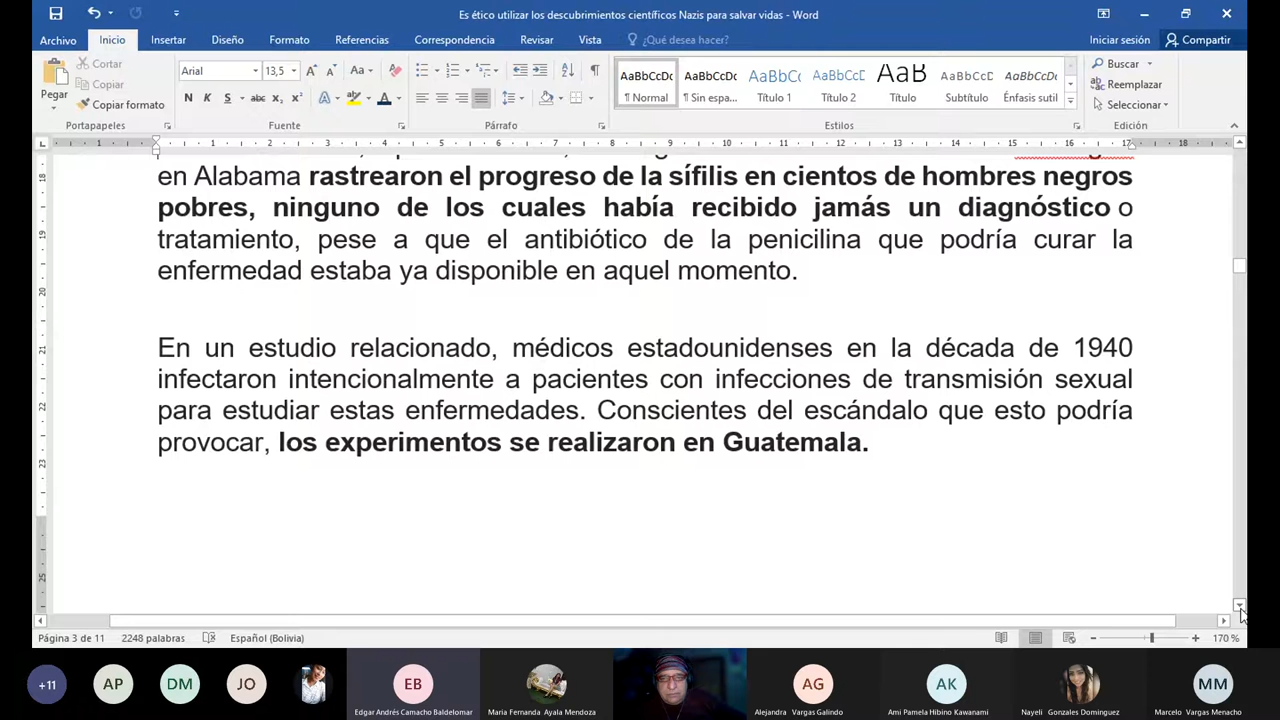 Es ético utilizar los descubrimientos científicos Nazis para salvar vidas - Word
Archivo Inicio Insertar Diseño Formato Referencias Correspondencia Revisar Vista ¿Qué desea hacer? Iniciar sesión Compartir
Pegar
Cortar
Copiar
Copiar formato
Portapapeles
Arial 13,5
N K S abc x₂ x²
Fuente
Párrafo
AaBbCcDc AaBbCcDc AaBbCc AaBbCcC AaB AaBbCcD AaBbCcDc
¶ Normal ¶ Sin espa... Título 1 Título 2 Título Subtítulo Énfasis sutil
Estilos
Buscar
Reemplazar
Seleccionar
Edición
en Alabama rastrearon el progreso de la sífilis en cientos de hombres negros
pobres, ninguno de los cuales había recibido jamás un diagnóstico o
tratamiento, pese a que el antibiótico de la penicilina que podría curar la
enfermedad estaba ya disponible en aquel momento.
En un estudio relacionado, médicos estadounidenses en la década de 1940
infectaron intencionalmente a pacientes con infecciones de transmisión sexual
para estudiar estas enfermedades. Conscientes del escándalo que esto podría
provocar, los experimentos se realizaron en Guatemala.
Página 3 de 11 2248 palabras Español (Bolivia) 170 %
+11 AP DM JO EB AG AK MM
Edgar Andrés Camacho Baldelomar Maria Fernanda Ayala Mendoza Alejandra Vargas Galindo Ami Pamela Hibino Kawanami Nayeli Gonzales Dominguez Marcelo Vargas Menacho